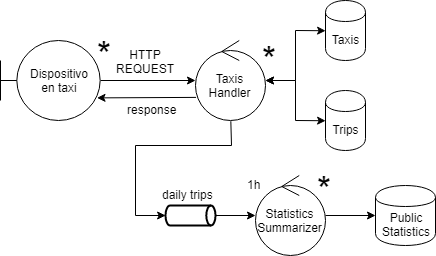 Dispositivo
en taxi
*
HTTP
REQUEST
response
Taxis
Handler
*
Taxis
Trips
daily trips
1h
Statistics
Summarizer
*
Public
Statistics